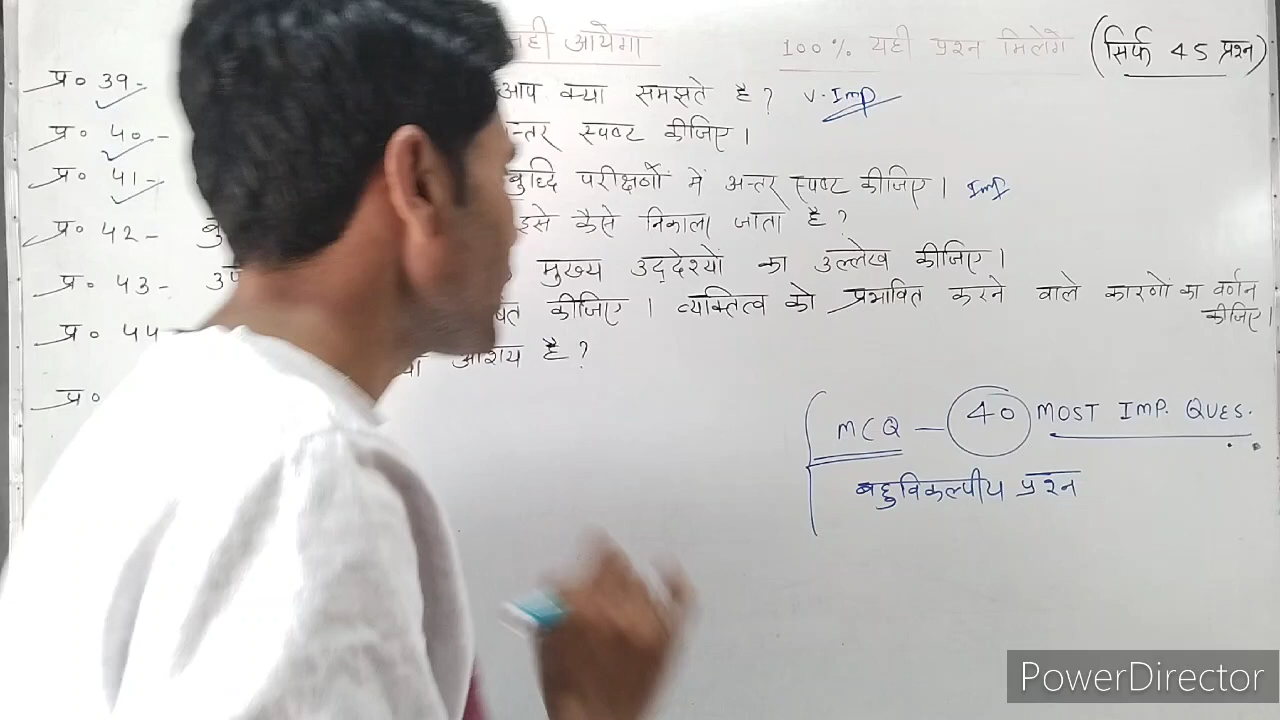 नही आयेगा 100% यही प्रश्न मिलेंगे (सिर्फ 45 प्रश्न)
प्र० 39- आप क्या समझते है? V.Imp
प्र० 40- अन्तर स्पष्ट कीजिए।
प्र० 41- बुध्दि परीक्षणों में अन्तर स्पष्ट कीजिए। Imp
प्र० 42- इसे कैसे निकाला जाता है?
प्र० 43- मुख्य उद्देश्यों का उल्लेख कीजिए।
प्र० 44- कीजिए। व्यक्तित्व को प्रभावित करने वाले कारणों का वर्णन
कीजिए।
प्र० आशय है?
MCQ - 40 MOST IMP. QUES.
बहुविकल्पीय प्रश्न
PowerDirector